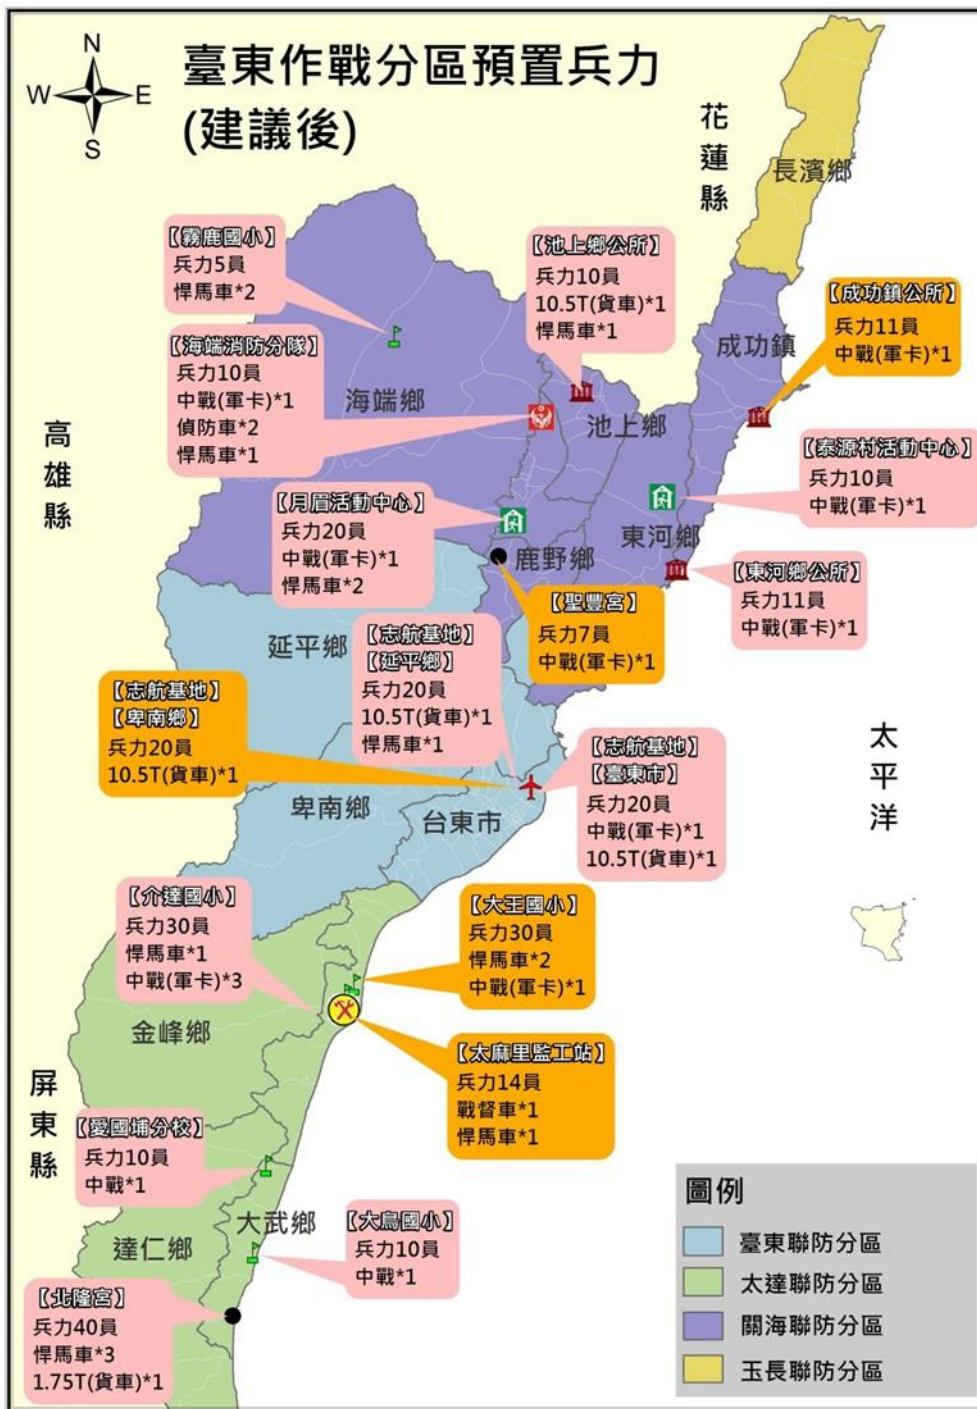 N
W E
S
臺東作戰分區預置兵力
(建議後)
花蓮縣
長濱鄉
【霧鹿國小】
兵力5員
悍馬車*2
【池上鄉公所】
兵力10員
10.5T(貨車)*1
悍馬車*1
【成功鎮公所】
兵力11員
中戰(軍卡)*1
成功鎮
【海端消防分隊】
兵力10員
中戰(軍卡)*1
偵防車*2
悍馬車*1
海端鄉
池上鄉
高雄縣
【泰源村活動中心】
兵力10員
中戰(軍卡)*1
【月眉活動中心】
兵力20員
中戰(軍卡)*1
悍馬車*2
東河鄉
鹿野鄉
【東河鄉公所】
兵力11員
中戰(軍卡)*1
【聖豐宮】
兵力7員
中戰(軍卡)*1
延平鄉
【志航基地】
【延平鄉】
兵力20員
10.5T(貨車)*1
悍馬車*1
【志航基地】
【卑南鄉】
兵力20員
10.5T(貨車)*1
太平洋
【志航基地】
【臺東市】
兵力20員
中戰(軍卡)*1
10.5T(貨車)*1
卑南鄉
台東市
【介達國小】
兵力30員
悍馬車*1
中戰(軍卡)*3
【大王國小】
兵力30員
悍馬車*2
中戰(軍卡)*1
金峰鄉
【太麻里監工站】
兵力14員
戰督車*1
悍馬車*1
屏東縣
【愛國埔分校】
兵力10員
中戰*1
大武鄉
【大鳥國小】
兵力10員
中戰*1
達仁鄉
【北隆宮】
兵力40員
悍馬車*3
1.75T(貨車)*1
圖例
臺東聯防分區
太達聯防分區
關海聯防分區
玉長聯防分區